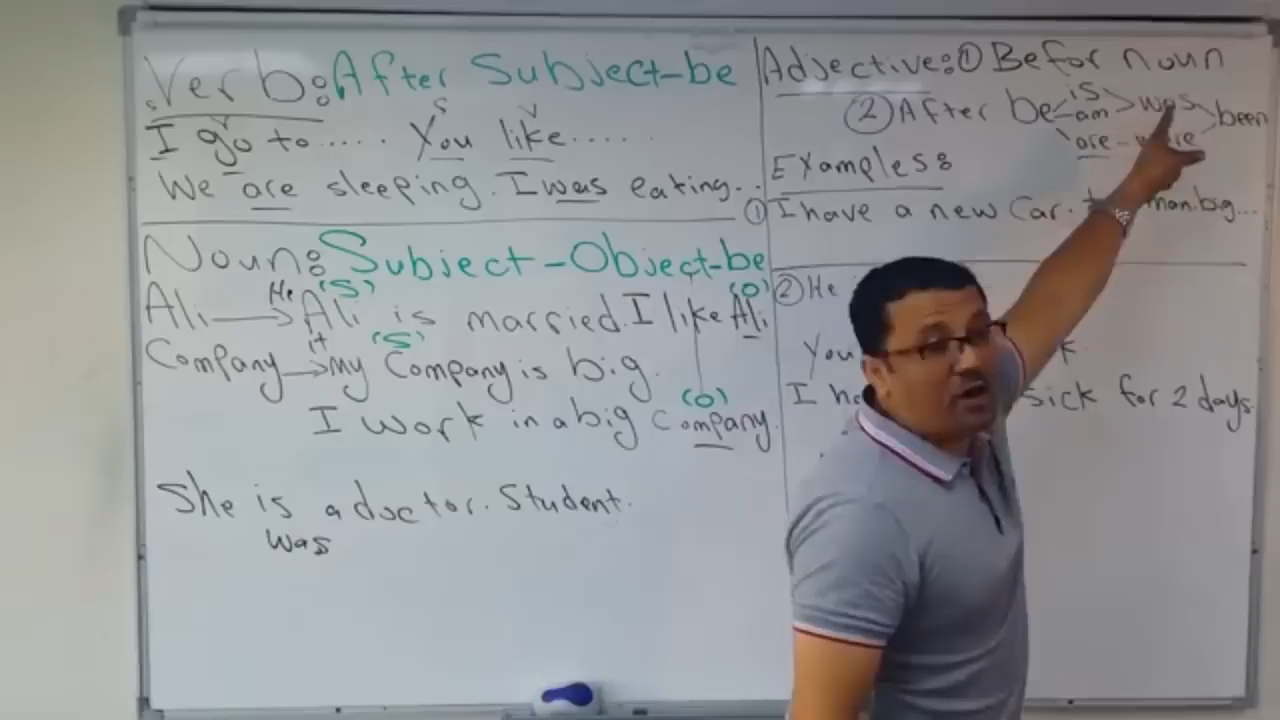 Verb: After Subject-be
S V
V
I go to..... You like......
We are sleeping. I was eating...
Noun: Subject-Object-be
He (S) (O)
Ali → Ali is married. I like Ali.
it (S)
Company → my Company is big.
(O)
I work in a big Company.
She is a doctor. Student.
was
Adjective: ① Befor noun
② After be < is am > was > been
are - were
Examples:
① I have a new Car. man. big...
② He
You
I ha sick for 2 days.